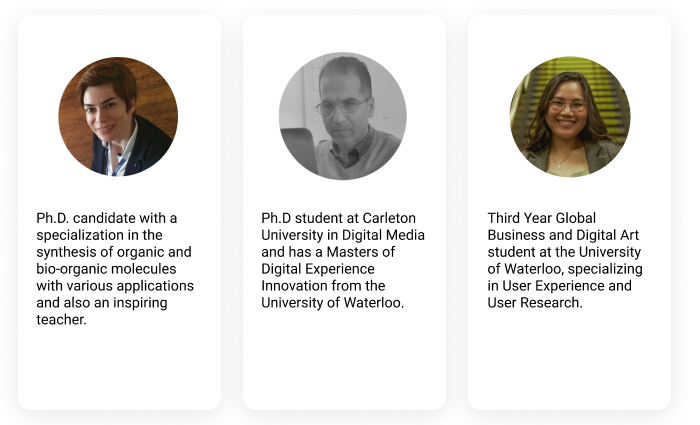 Ph.D. candidate with a
specialization in the
synthesis of organic and
bio-organic molecules
with various applications
and also an inspiring
teacher.
Ph.D student at Carleton
University in Digital Media
and has a Masters of
Digital Experience
Innovation from the
University of Waterloo.
Third Year Global
Business and Digital Art
student at the University
of Waterloo, specializing
in User Experience and
User Research.